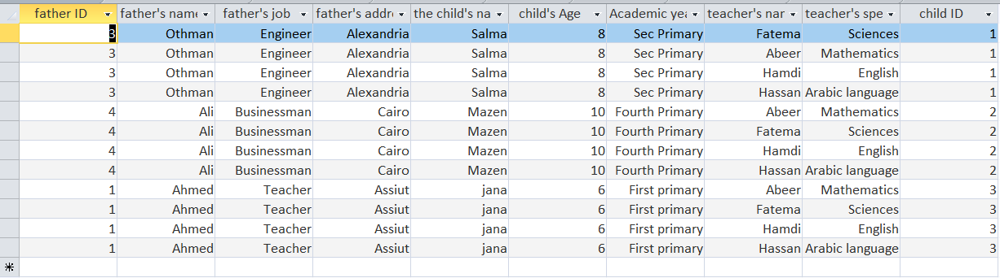 father ID father's name father's job father's addr the child's na child's Age Academic yea teacher's nar teacher's spe child ID
3 Othman Engineer Alexandria Salma 8 Sec Primary Fatema Sciences 1
3 Othman Engineer Alexandria Salma 8 Sec Primary Abeer Mathematics 1
3 Othman Engineer Alexandria Salma 8 Sec Primary Hamdi English 1
3 Othman Engineer Alexandria Salma 8 Sec Primary Hassan Arabic language 1
4 Ali Businessman Cairo Mazen 10 Fourth Primary Abeer Mathematics 2
4 Ali Businessman Cairo Mazen 10 Fourth Primary Fatema Sciences 2
4 Ali Businessman Cairo Mazen 10 Fourth Primary Hamdi English 2
4 Ali Businessman Cairo Mazen 10 Fourth Primary Hassan Arabic language 2
1 Ahmed Teacher Assiut jana 6 First primary Abeer Mathematics 3
1 Ahmed Teacher Assiut jana 6 First primary Fatema Sciences 3
1 Ahmed Teacher Assiut jana 6 First primary Hamdi English 3
1 Ahmed Teacher Assiut jana 6 First primary Hassan Arabic language 3